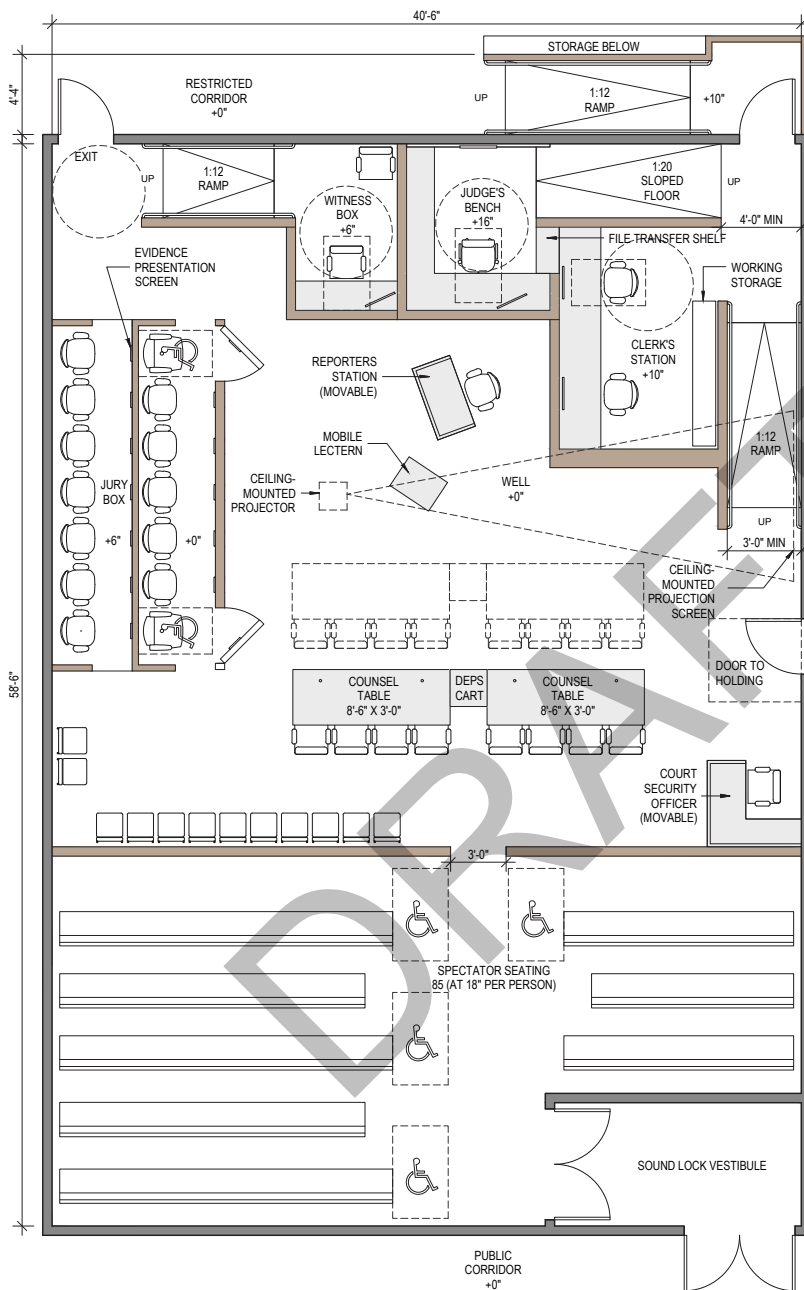 40'-6"
STORAGE BELOW
4'-4"
RESTRICTED
CORRIDOR
+0"
UP
1:12
RAMP
+10"
EXIT
UP
1:12
RAMP
WITNESS
BOX
+6"
JUDGE'S
BENCH
+16"
1:20
SLOPED
FLOOR
UP
4'-0" MIN
FILE TRANSFER SHELF
EVIDENCE
PRESENTATION
SCREEN
WORKING
STORAGE
CLERK'S
STATION
+10"
REPORTERS
STATION
(MOVABLE)
1:12
RAMP
MOBILE
LECTERN
CEILING-
MOUNTED
PROJECTOR
WELL
+0"
JURY
BOX
+6"
+0"
UP
3'-0" MIN
CEILING-
MOUNTED
PROJECTION
SCREEN
58'-6"
COUNSEL
TABLE
8'-6" X 3'-0"
DEPS
CART
COUNSEL
TABLE
8'-6" X 3'-0"
DOOR TO
HOLDING
COURT
SECURITY
OFFICER
(MOVABLE)
3'-0"
SPECTATOR SEATING
85 (AT 18" PER PERSON)
SOUND LOCK VESTIBULE
PUBLIC
CORRIDOR
+0"
DRAFT